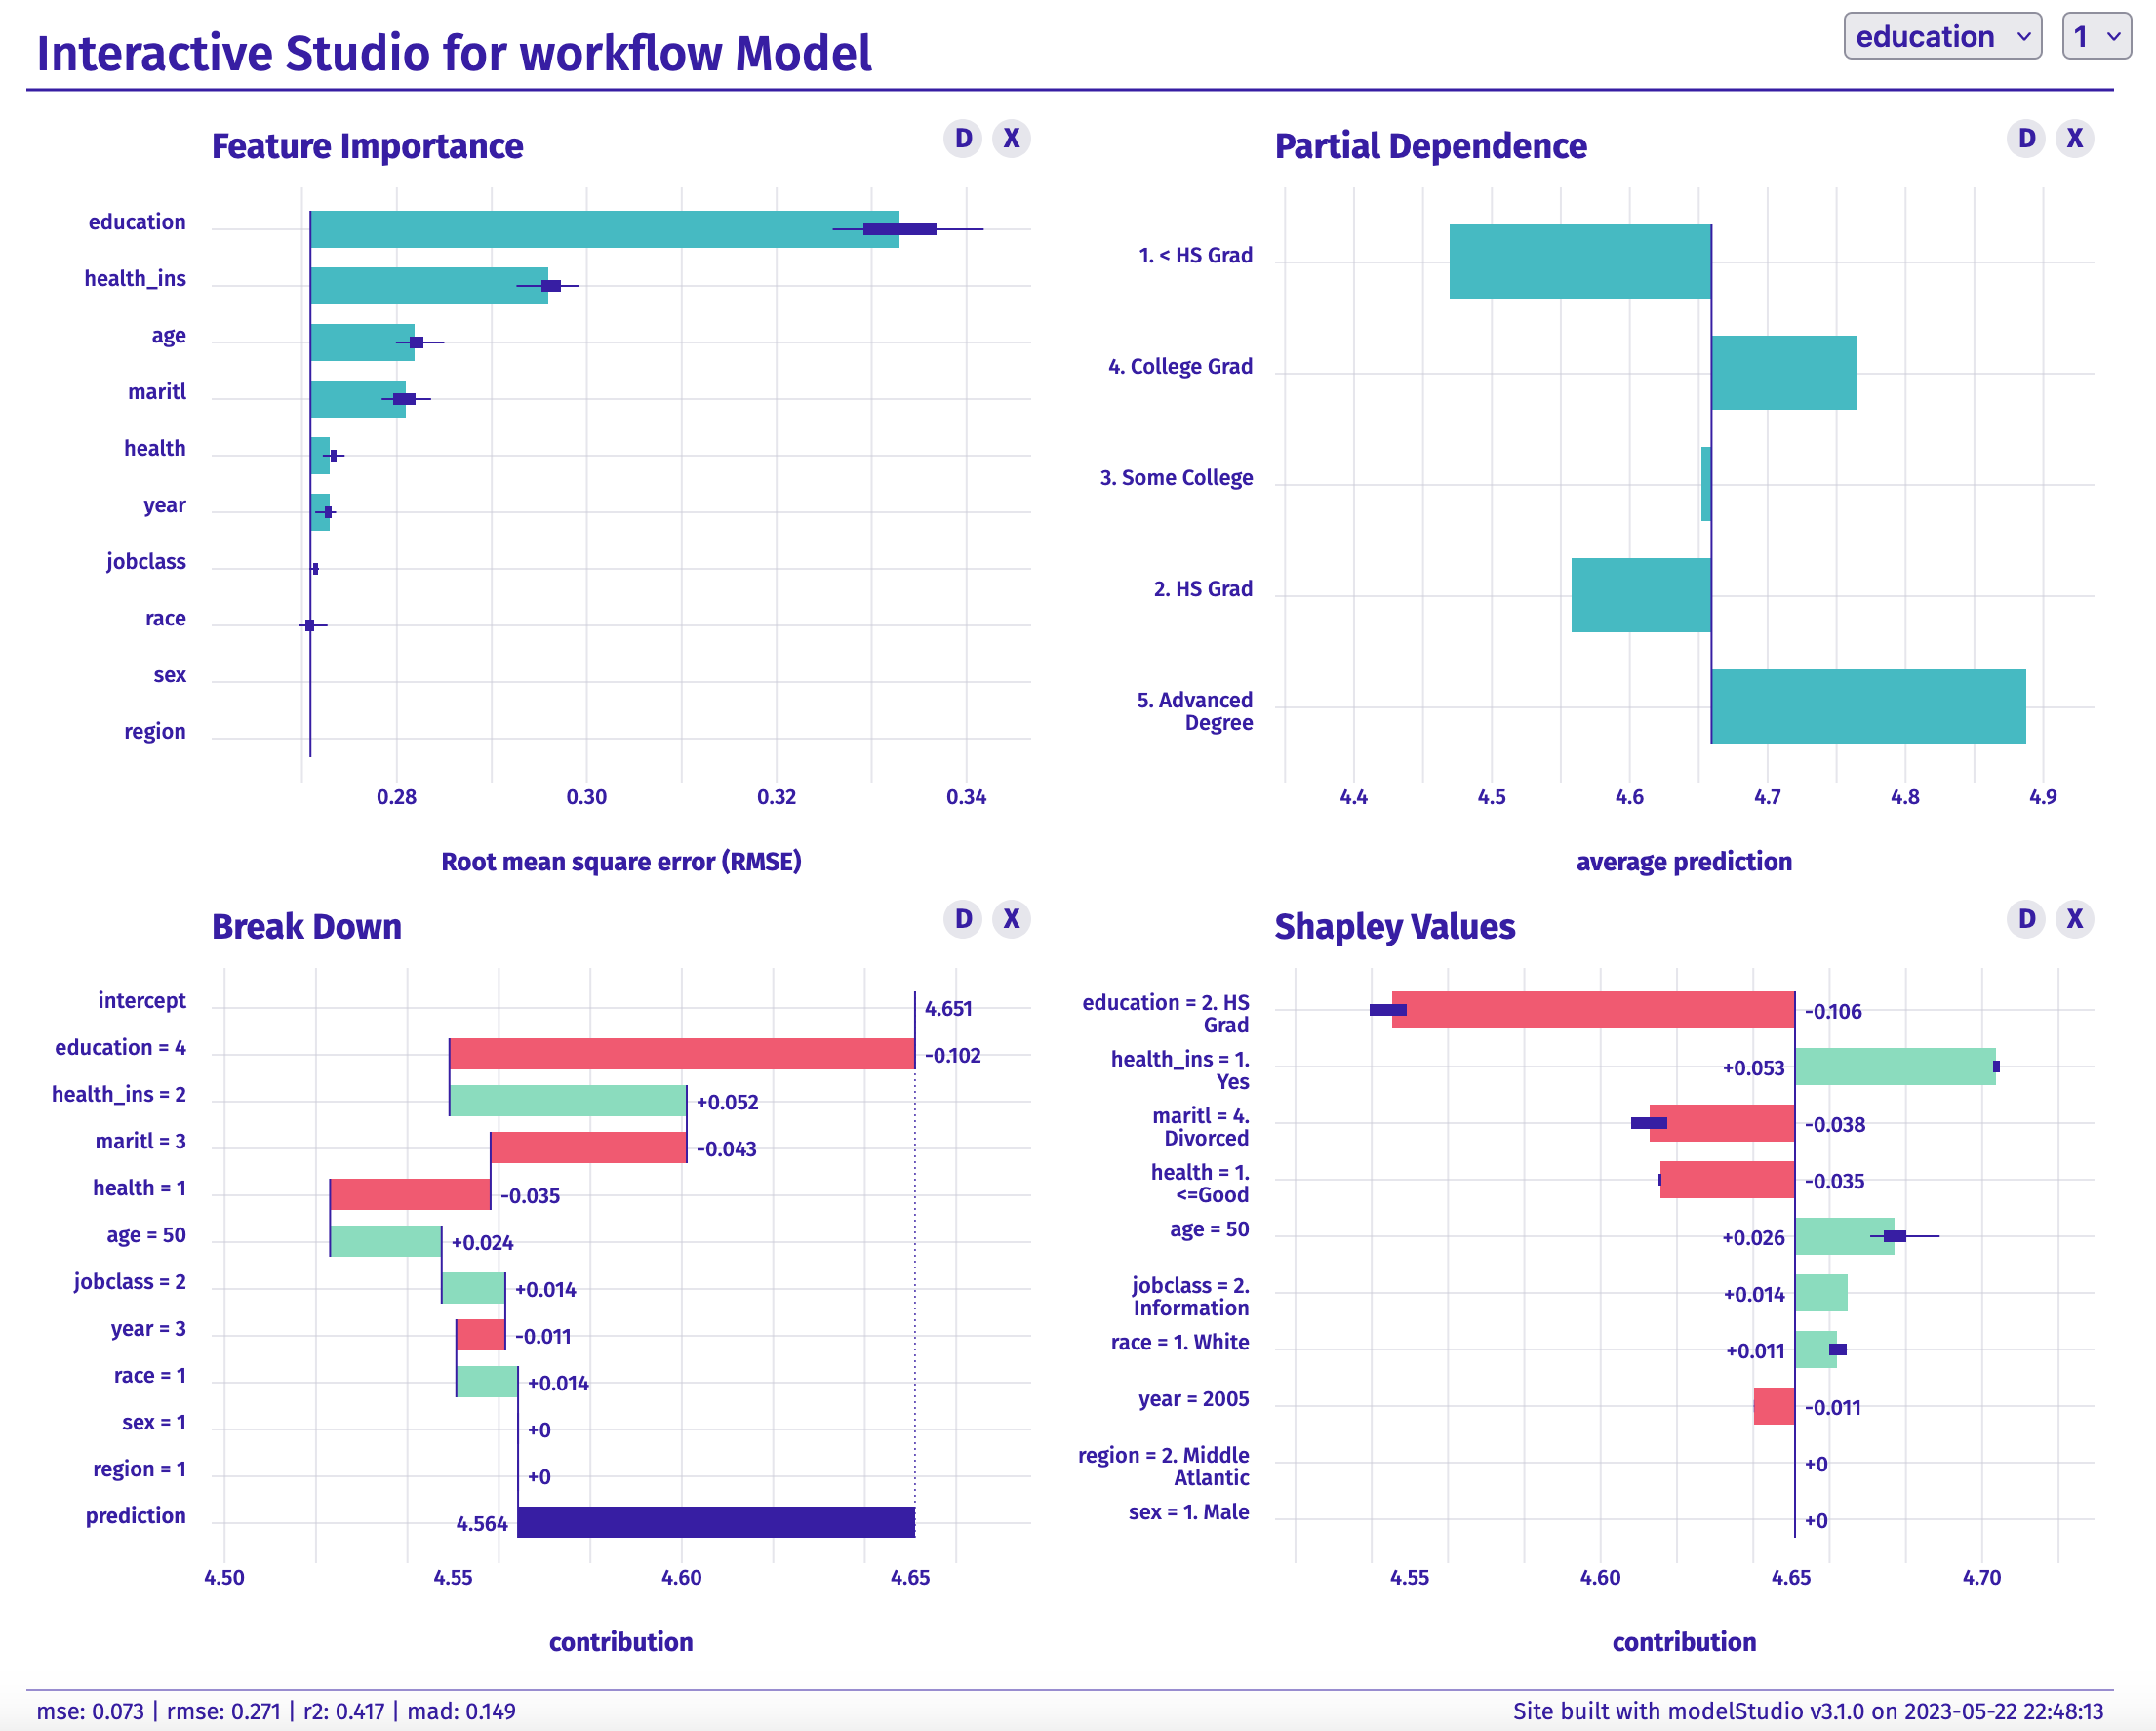 Interactive Studio for workflow Model
education
1
Feature Importance
D X
education
health_ins
age
maritl
health
year
jobclass
race
sex
region
0.28 0.30 0.32 0.34
Root mean square error (RMSE)
Partial Dependence
D X
1. < HS Grad
4. College Grad
3. Some College
2. HS Grad
5. Advanced
Degree
4.4 4.5 4.6 4.7 4.8 4.9
average prediction
Break Down
D X
intercept 4.651
education = 4 -0.102
health_ins = 2 +0.052
maritl = 3 -0.043
health = 1 -0.035
age = 50 +0.024
jobclass = 2 +0.014
year = 3 -0.011
race = 1 +0.014
sex = 1 +0
region = 1 +0
prediction 4.564
4.50 4.55 4.60 4.65
contribution
Shapley Values
D X
education = 2. HS
Grad
-0.106
health_ins = 1.
Yes
+0.053
maritl = 4.
Divorced
-0.038
health = 1.
<=Good
-0.035
age = 50 +0.026
jobclass = 2.
Information
+0.014
race = 1. White +0.011
year = 2005 -0.011
region = 2. Middle
Atlantic
+0
sex = 1. Male +0
4.55 4.60 4.65 4.70
contribution
mse: 0.073 | rmse: 0.271 | r2: 0.417 | mad: 0.149
Site built with modelStudio v3.1.0 on 2023-05-22 22:48:13